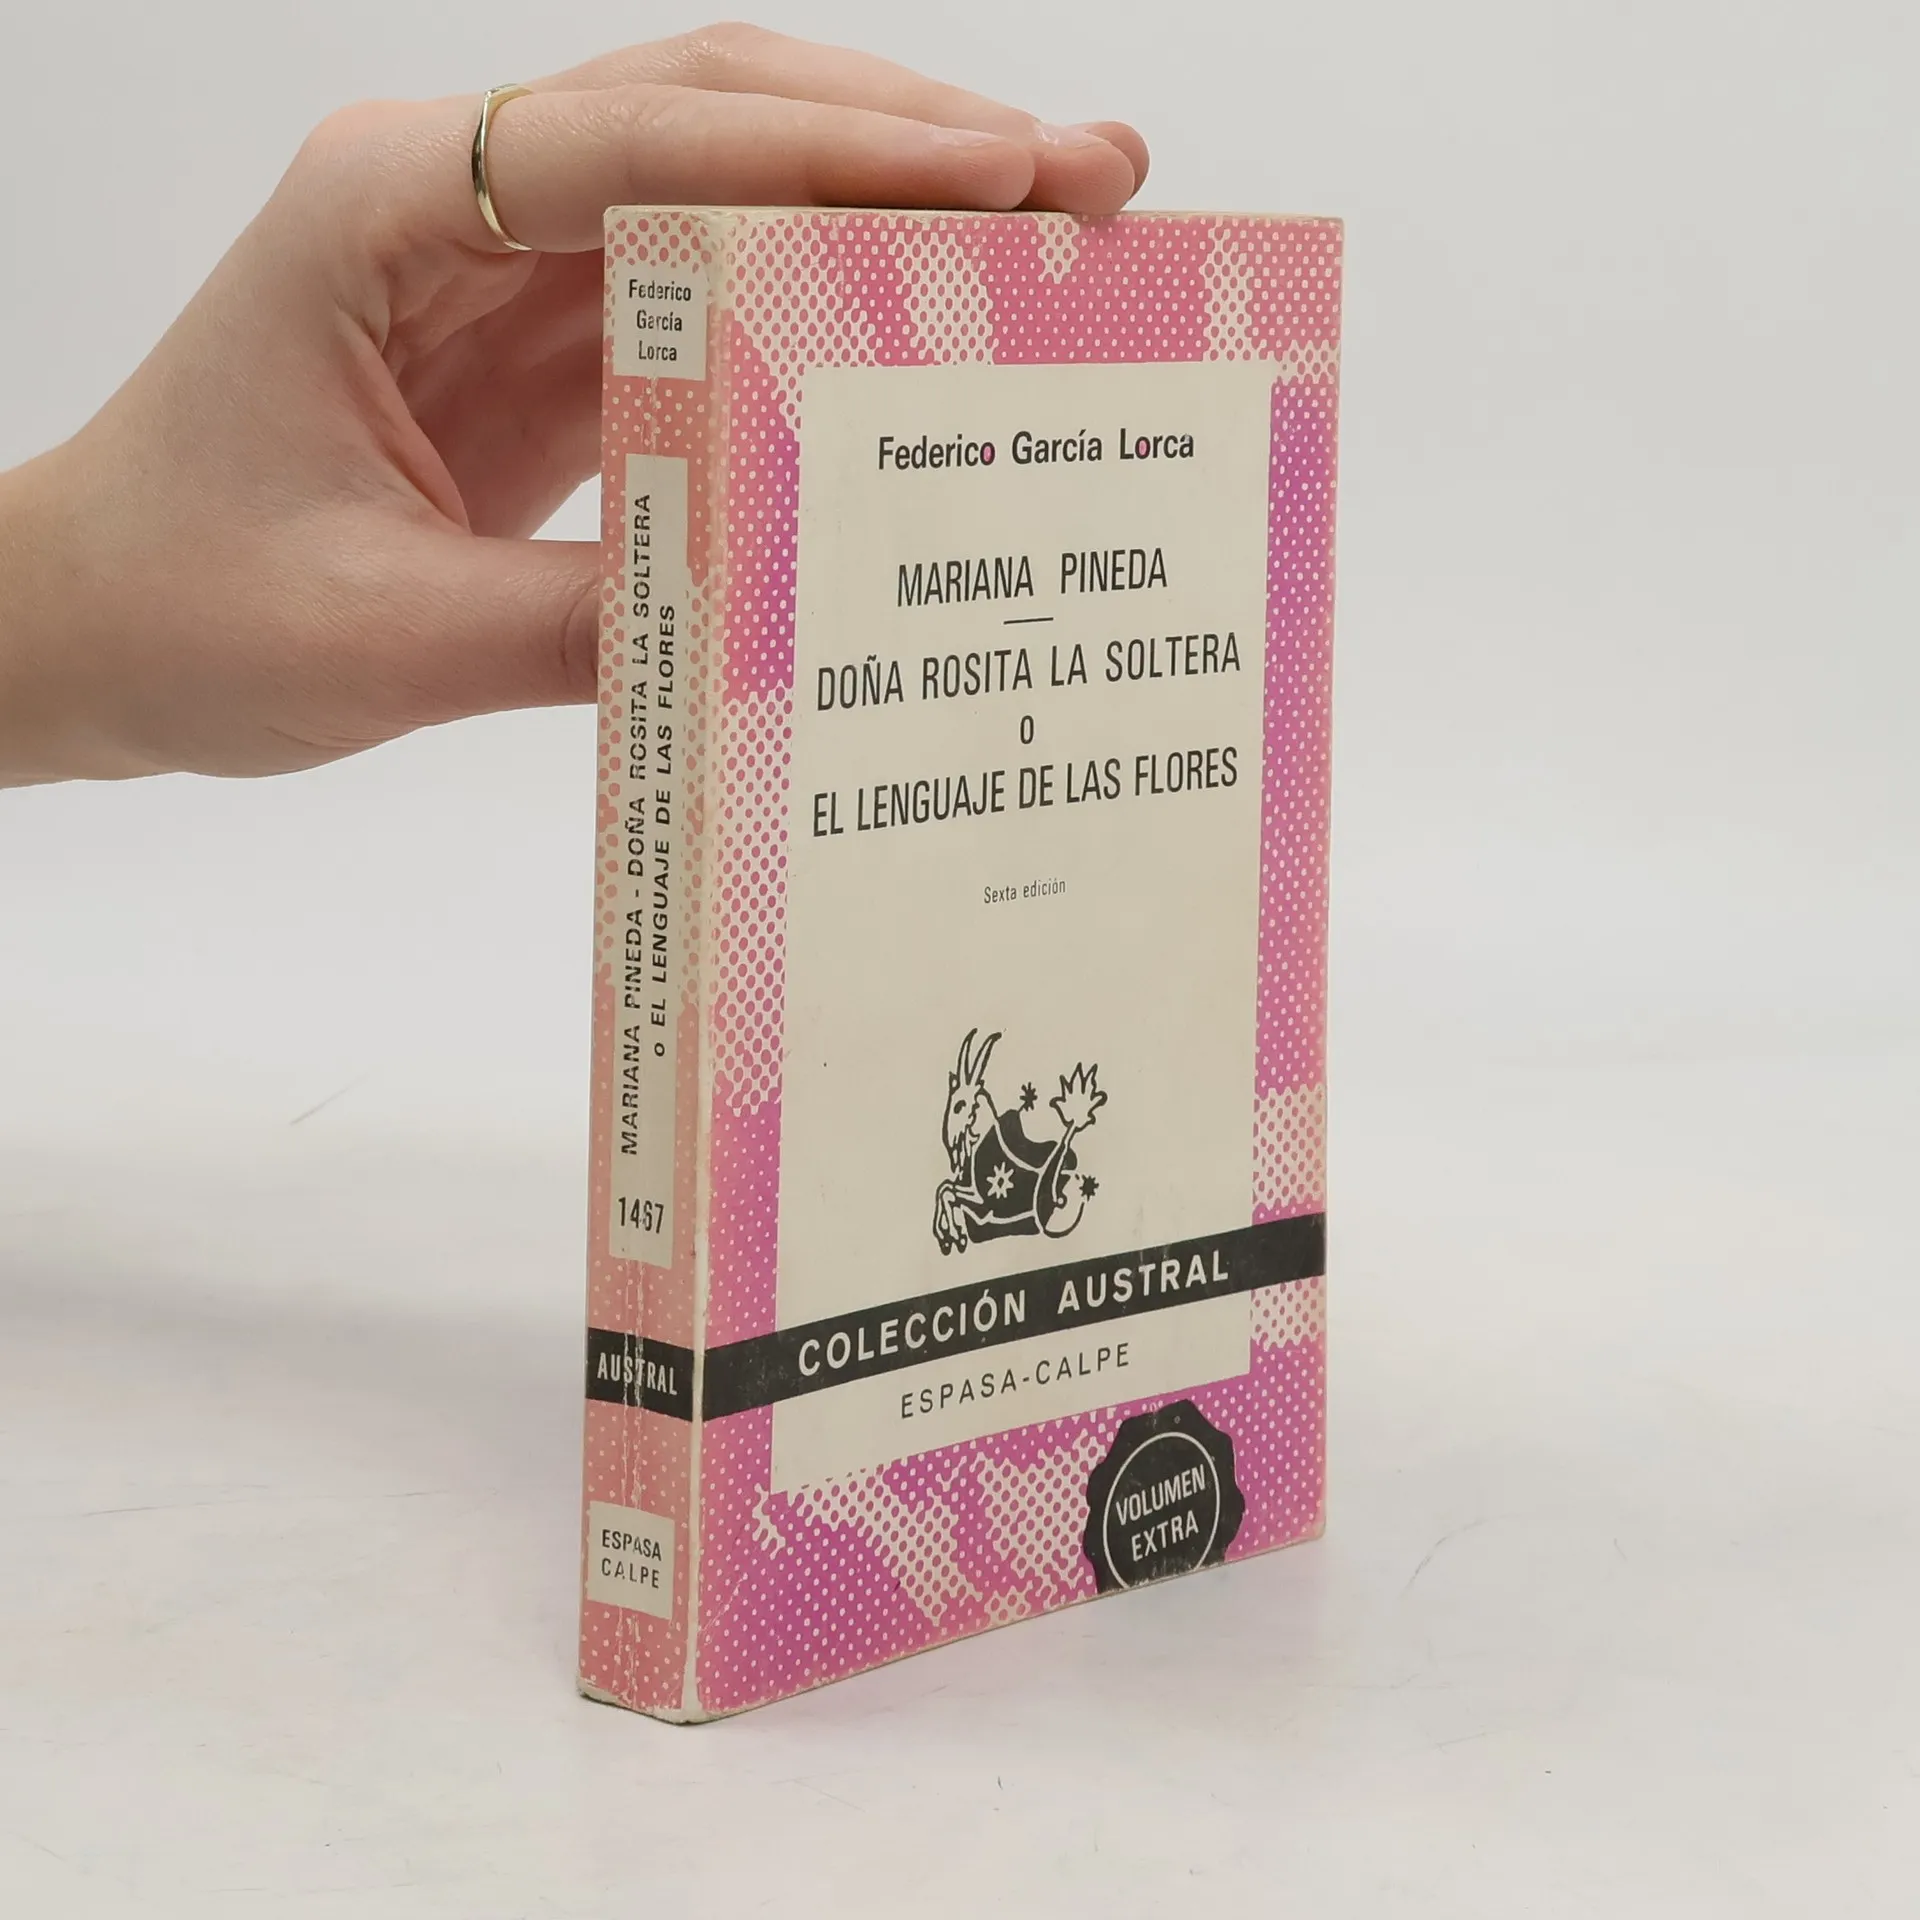 Federico
García
Lorca
MARIANA PINEDA - DOÑA ROSITA LA SOLTERA
o EL LENGUAJE DE LAS FLORES
1467
AUSTRAL
ESPASA
CALPE
Federico García Lorca
MARIANA PINEDA
DOÑA ROSITA LA SOLTERA
O
EL LENGUAJE DE LAS FLORES
Sexta edición
COLECCIÓN AUSTRAL
ESPASA-CALPE
VOLUMEN
EXTRA